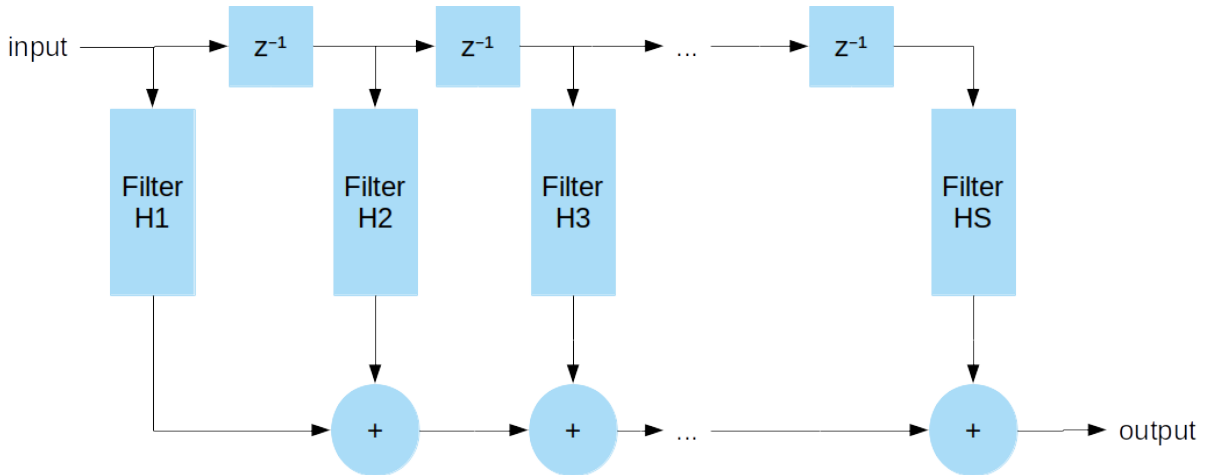 input
z⁻¹
z⁻¹
...
z⁻¹
Filter
H1
Filter
H2
Filter
H3
Filter
HS
+
+
...
+
output